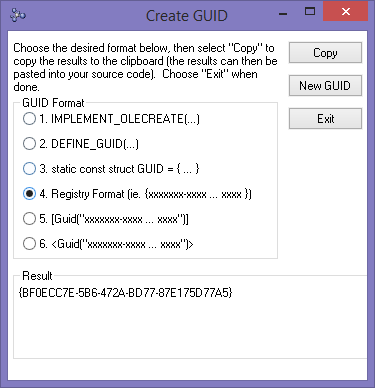 Create GUID
Choose the desired format below, then select "Copy" to
copy the results to the clipboard (the results can then be
pasted into your source code).  Choose "Exit" when
done.
Copy
New GUID
Exit
GUID Format
1. IMPLEMENT_OLECREATE(...)
2. DEFINE_GUID(...)
3. static const struct GUID = { ... }
4. Registry Format (ie. {xxxxxxx-xxxx ... xxxx })
5. [Guid("xxxxxxx-xxxx ... xxxx")]
6. <Guid("xxxxxxx-xxxx ... xxxx")>
Result
{BF0ECC7E-5B6-472A-BD77-87E175D77A5}